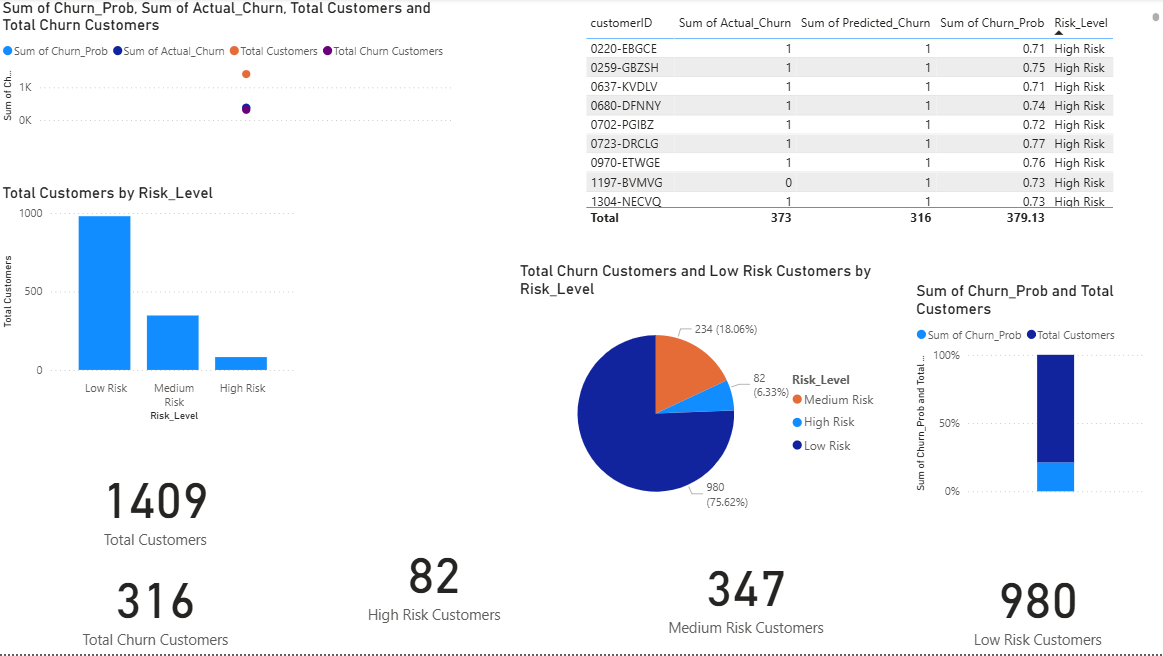 Sum of Churn_Prob, Sum of Actual_Churn, Total Customers and
Total Churn Customers
Sum of Churn_Prob Sum of Actual_Churn Total Customers Total Churn Customers
Sum of Ch...
1K
0K
customerID Sum of Actual_Churn Sum of Predicted_Churn Sum of Churn_Prob Risk_Level
0220-EBGCE 1 1 0.71 High Risk
0259-GBZSH 1 1 0.75 High Risk
0637-KVDLV 1 1 0.71 High Risk
0680-DFNNY 1 1 0.74 High Risk
0702-PGIBZ 1 1 0.72 High Risk
0723-DRCLG 1 1 0.77 High Risk
0970-ETWGE 1 1 0.76 High Risk
1197-BVMVG 0 1 0.73 High Risk
1304-NECVQ 1 1 0.73 High Risk
Total 373 316 379.13
Total Customers by Risk_Level
Total Customers
1000
500
0
Low Risk Medium High Risk
Risk
Risk_Level
Total Churn Customers and Low Risk Customers by
Risk_Level
234 (18.06%)
82
(6.33%)
980
(75.62%)
Risk_Level
Medium Risk
High Risk
Low Risk
Sum of Churn_Prob and Total
Customers
Sum of Churn_Prob Total Customers
Sum of Churn_Prob and Total ...
100%
50%
0%
1409
Total Customers
316
Total Churn Customers
82
High Risk Customers
347
Medium Risk Customers
980
Low Risk Customers